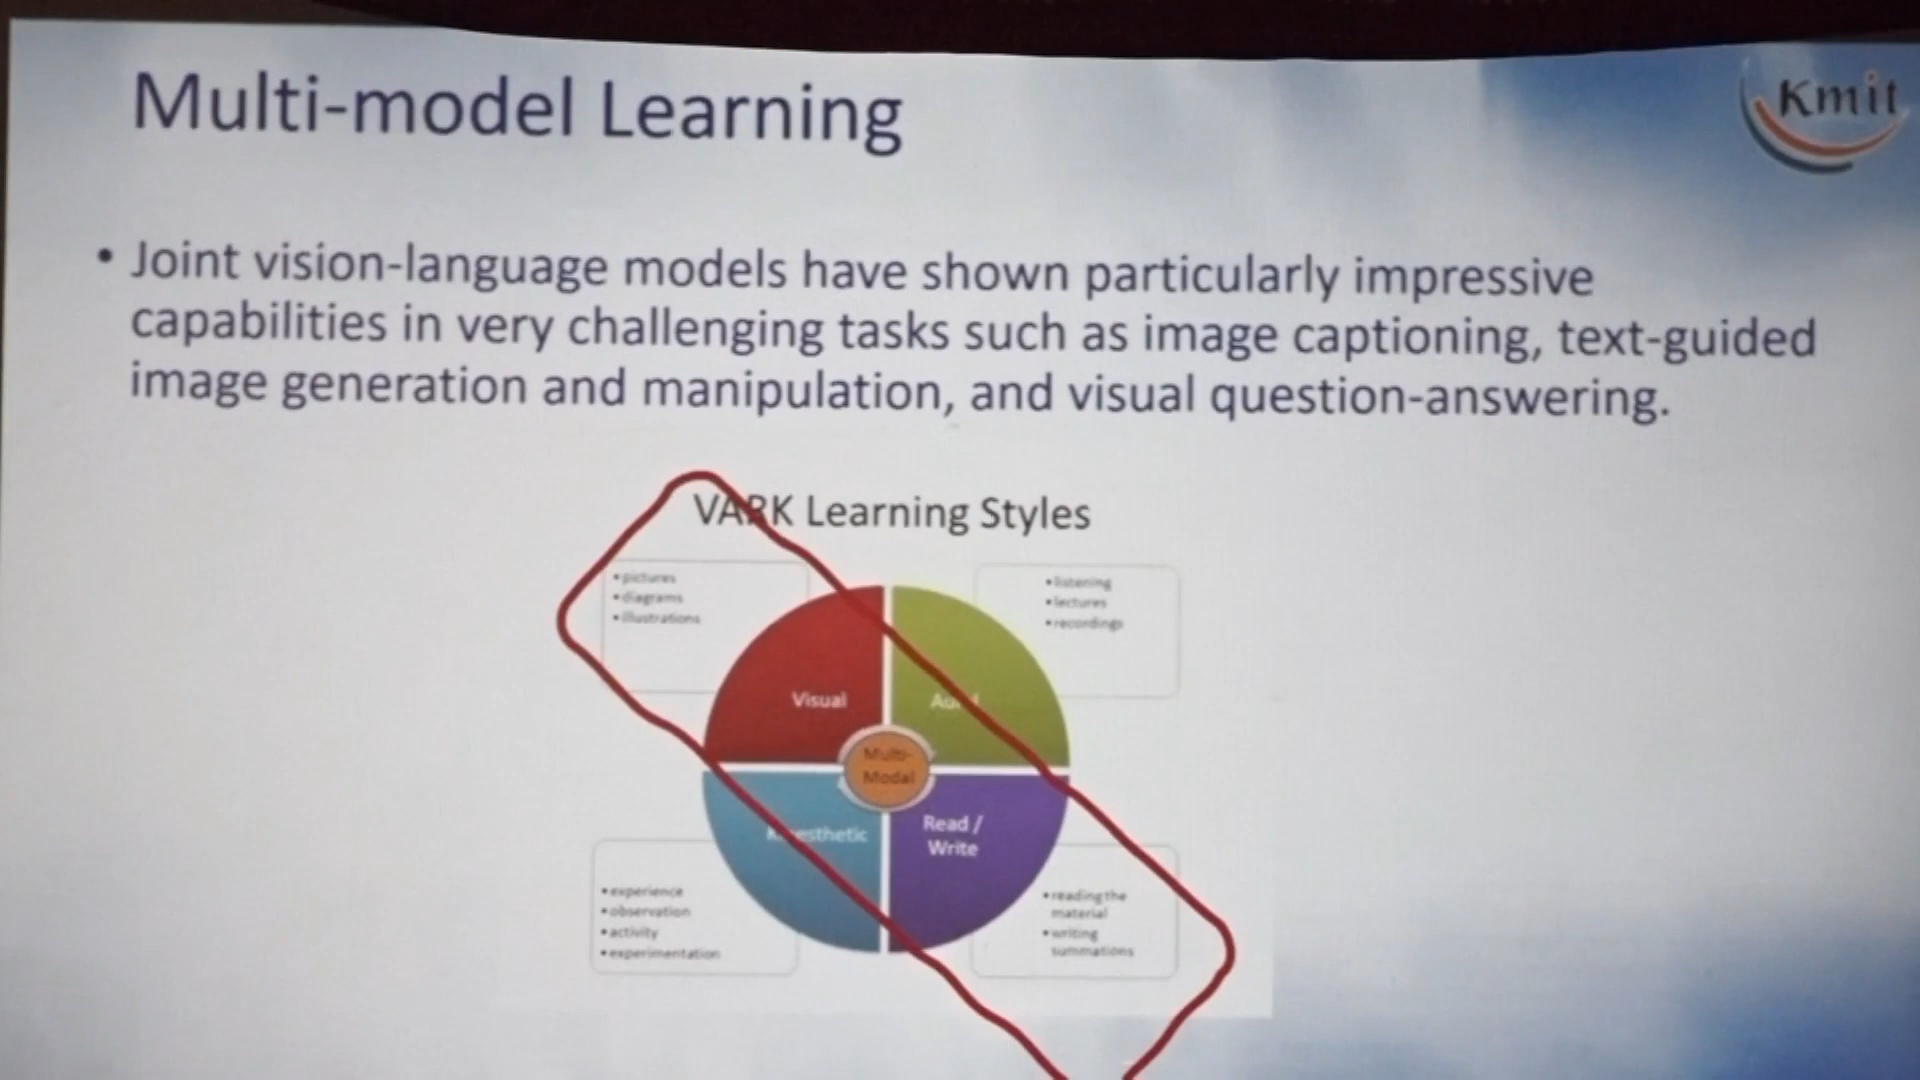 Multi-model Learning
Kmit
• Joint vision-language models have shown particularly impressive
capabilities in very challenging tasks such as image captioning, text-guided
image generation and manipulation, and visual question-answering.
VARK Learning Styles
•pictures
•diagrams
•illustrations
•listening
•lectures
•recordings
Visual
Multi-
Modal
Read /
Write
•experience
•observation
•activity
•experimentation
•reading the
material
•writing
summations